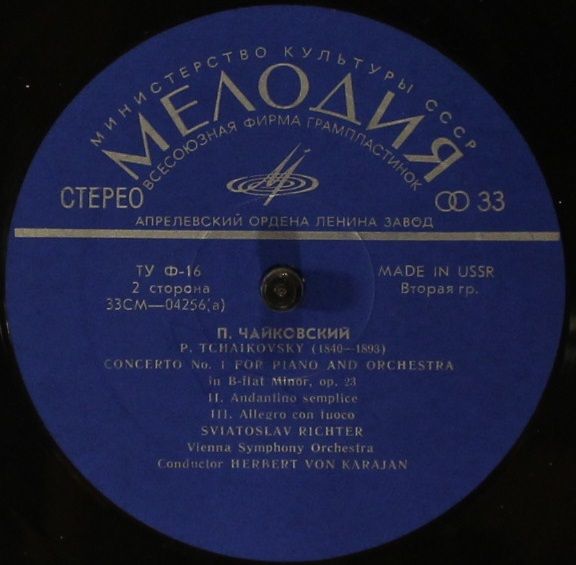 МИНИСТЕРСТВО КУЛЬТУРЫ СССР
МЕЛОДИЯ
ВСЕСОЮЗНАЯ ФИРМА ГРАМПЛАСТИНОК
СТЕРЕО
33
АПРЕЛЕВСКИЙ ОРДЕНА ЛЕНИНА ЗАВОД
ТУ Ф-16
2 сторона
33СМ—04256(а)
MADE IN USSR
Вторая гр.
П. ЧАЙКОВСКИЙ
P. TCHAIKOVSKY (1840—1893)
CONCERTO No. 1 FOR PIANO AND ORCHESTRA
in B-flat Minor, op. 23
II. Andantino semplice
III. Allegro con fuoco
SVIATOSLAV RICHTER
Vienna Symphony Orchestra
Conductor HERBERT VON KARAJAN